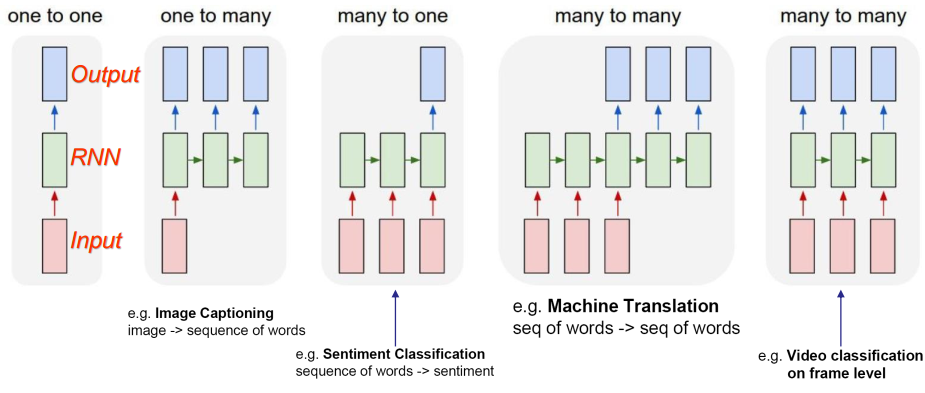 one to one
one to many
many to one
many to many
many to many
Output
RNN
Input
e.g. Image Captioning
image -> sequence of words
e.g. Sentiment Classification
sequence of words -> sentiment
e.g. Machine Translation
seq of words -> seq of words
e.g. Video classification
on frame level